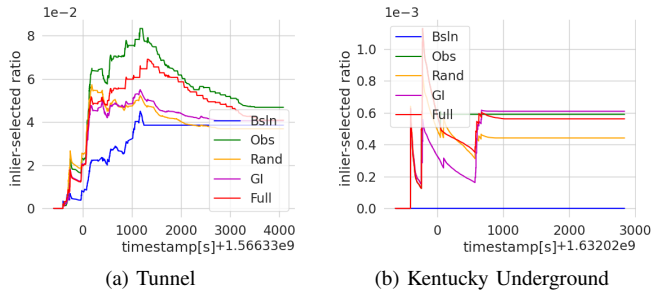 1e−2
8
6
4
2
0
inlier-selected ratio
Bsln
Obs
Rand
GI
Full
0 1000 2000 3000 4000
timestamp[s]+1.56633e9
(a) Tunnel
1e−3
1.0
0.8
0.6
0.4
0.2
0.0
inlier-selected ratio
Bsln
Obs
Rand
GI
Full
0 1000 2000 3000
timestamp[s]+1.63202e9
(b) Kentucky Underground